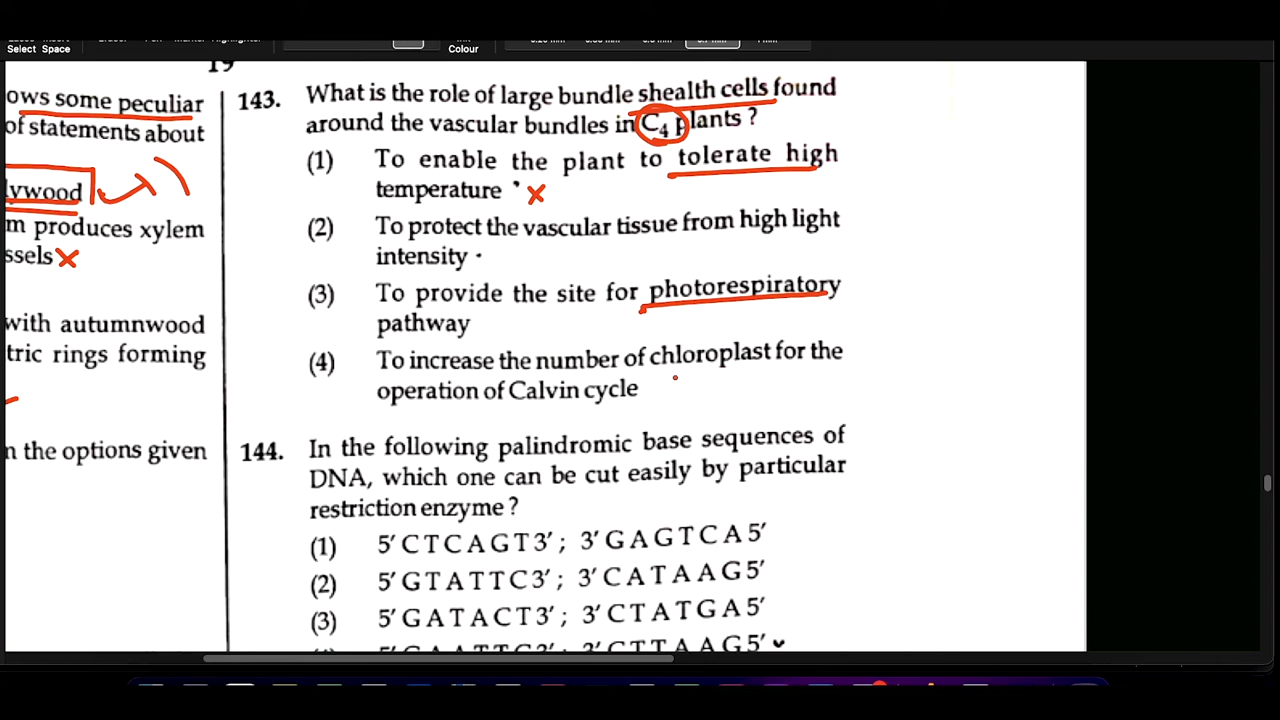 Select Space
Colour
19
ows some peculiar
of statements about
lywood
m produces xylem
ssels
with autumnwood
tric rings forming
n the options given
143. What is the role of large bundle shealth cells found
around the vascular bundles in C4 plants ?
(1) To enable the plant to tolerate high
temperature
(2) To protect the vascular tissue from high light
intensity
(3) To provide the site for photorespiratory
pathway
(4) To increase the number of chloroplast for the
operation of Calvin cycle
144. In the following palindromic base sequences of
DNA, which one can be cut easily by particular
restriction enzyme ?
(1) 5' C T C A G T 3' ; 3' G A G T C A 5'
(2) 5' G T A T T C 3' ; 3' C A T A A G 5'
(3) 5' G A T A C T 3' ; 3' C T A T G A 5'
5' G A A T T C 3' ; 3' C T T A A G 5'